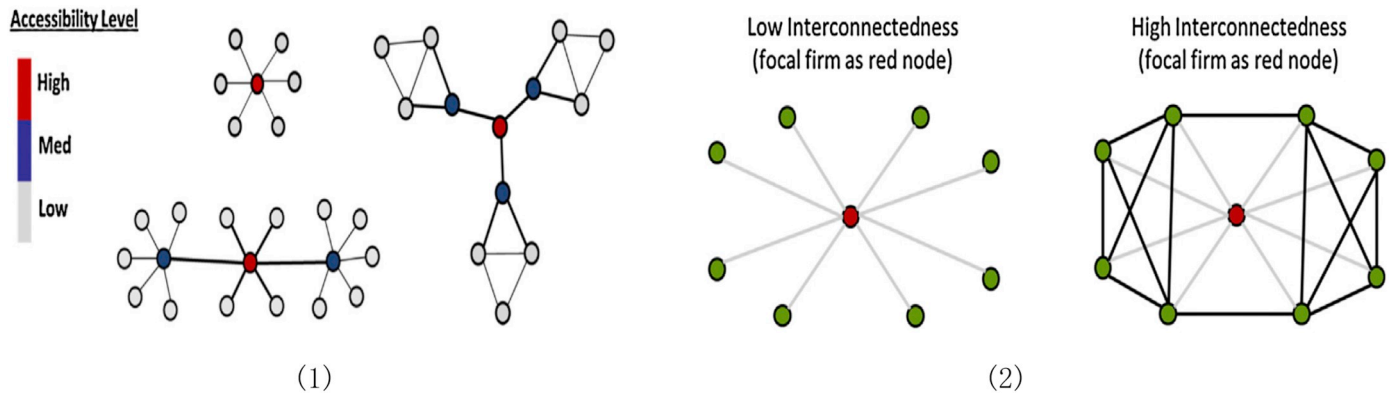 Accessibility Level
High
Med
Low
(1)
Low Interconnectedness
(focal firm as red node)
High Interconnectedness
(focal firm as red node)
(2)